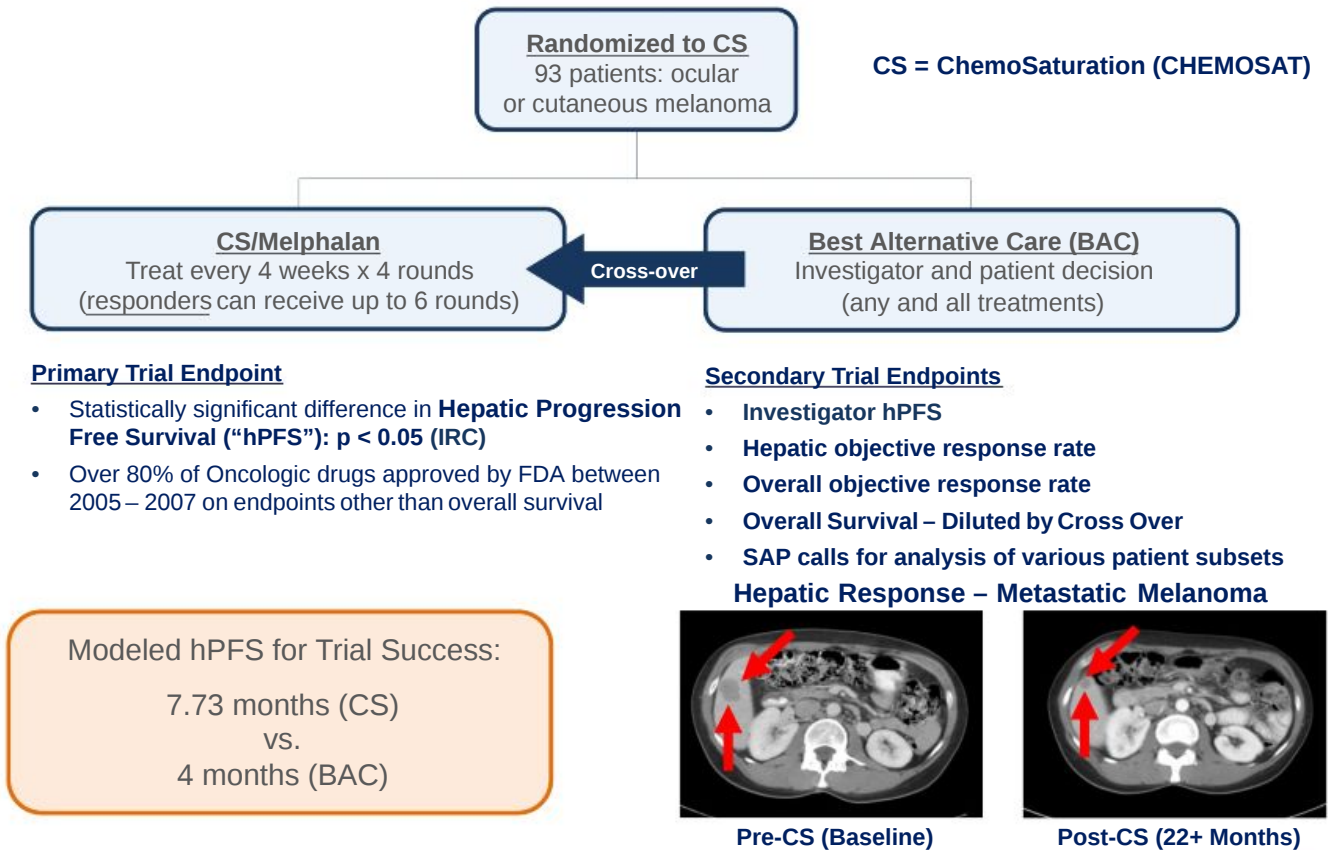 Randomized to CS
93 patients: ocular
or cutaneous melanoma
CS = ChemoSaturation (CHEMOSAT)
CS/Melphalan
Treat every 4 weeks x 4 rounds
(responders can receive up to 6 rounds)
Cross-over
Best Alternative Care (BAC)
Investigator and patient decision
(any and all treatments)
Primary Trial Endpoint
• Statistically significant difference in Hepatic Progression
Free Survival (“hPFS”): p < 0.05 (IRC)
• Over 80% of Oncologic drugs approved by FDA between
2005 – 2007 on endpoints other than overall survival
Secondary Trial Endpoints
• Investigator hPFS
• Hepatic objective response rate
• Overall objective response rate
• Overall Survival – Diluted by Cross Over
• SAP calls for analysis of various patient subsets
Modeled hPFS for Trial Success:
7.73 months (CS)
vs.
4 months (BAC)
Hepatic Response – Metastatic Melanoma
Pre-CS (Baseline)
Post-CS (22+ Months)